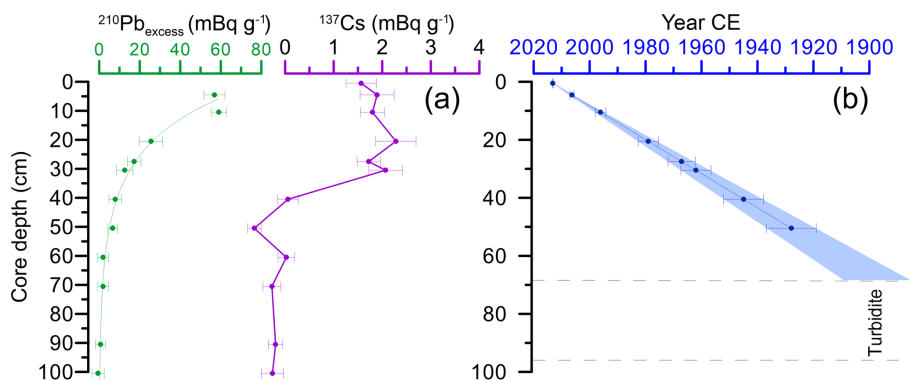 ²¹⁰Pb excess (mBq g⁻¹)
¹³⁷Cs (mBq g⁻¹)
Year CE
0 20 40 60 80
0 1 2 3 4
2020 2000 1980 1960 1940 1920 1900
(a)
(b)
Core depth (cm)
0
10
20
30
40
50
60
70
80
90
100
0
20
40
60
80
100
Turbidite